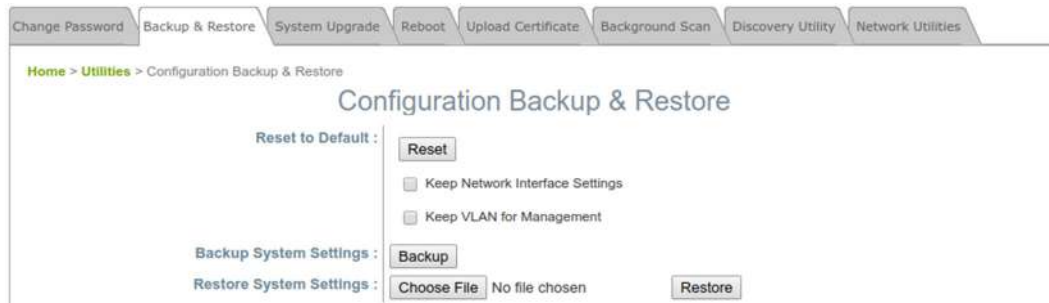 Change Password Backup & Restore System Upgrade Reboot Upload Certificate Background Scan Discovery Utility Network Utilities
Home > Utilities > Configuration Backup & Restore
Configuration Backup & Restore
Reset to Default : Reset
Keep Network Interface Settings
Keep VLAN for Management
Backup System Settings : Backup
Restore System Settings : Choose File No file chosen Restore